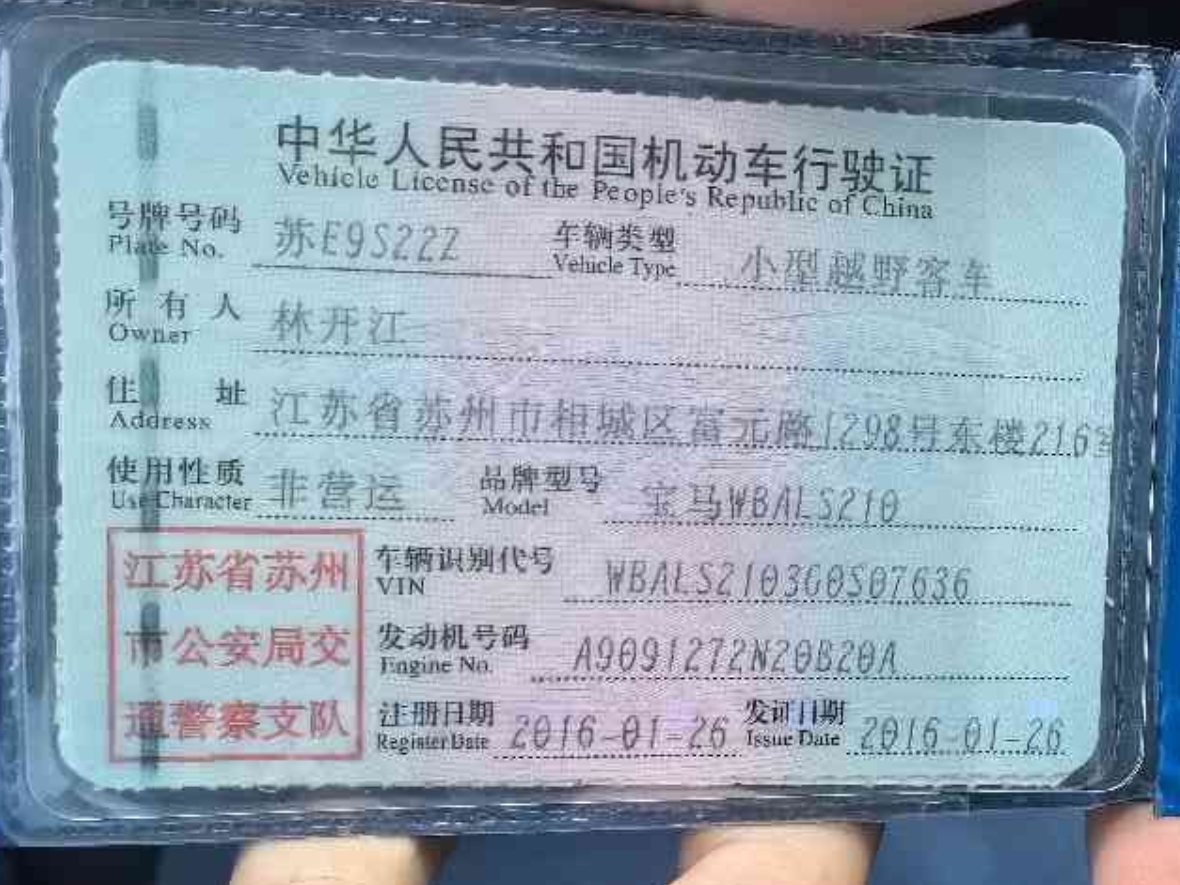 中华人民共和国机动车行驶证
Vehicle License of the People's Republic of China
号牌号码 苏E9S22Z 车辆类型 小型越野客车
Plate No. Vehicle Type
所有人 林开江
Owner
住址 江苏省苏州市相城区富元路1298号东楼216室
Address
使用性质 非营运 品牌型号 宝马WBALS210
Use Character Model
江苏省苏州
市公安局交
通警察支队
车辆识别代号 WBALS2103G0S07636
VIN
发动机号码 A9091272N20B20A
Engine No.
注册日期 2016-01-26 发证日期 2016-01-26
Register Date Issue Date